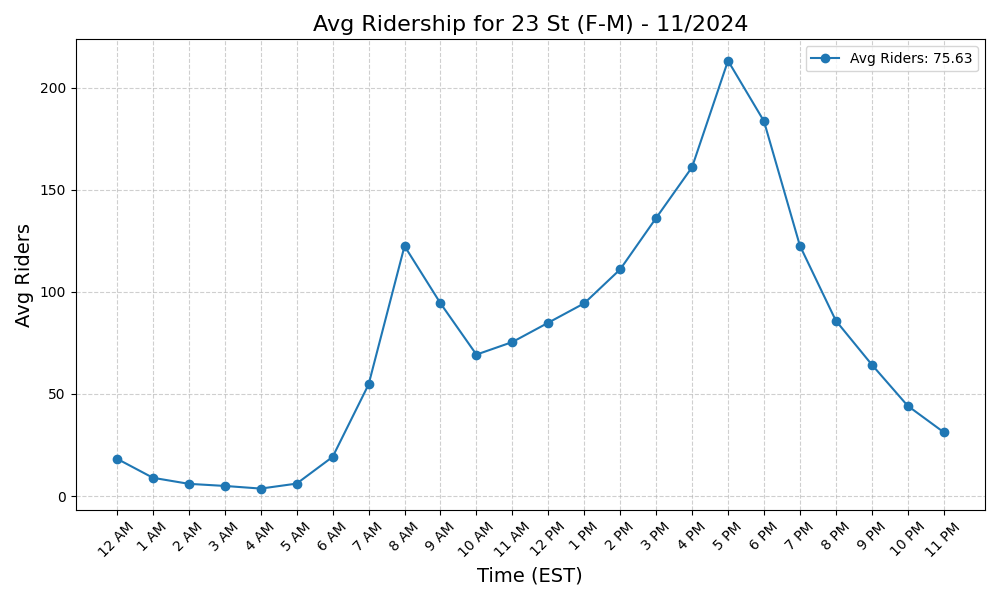 Avg Ridership for 23 St (F-M) - 11/2024
Avg Riders: 75.63
Avg Riders
200
150
100
50
0
12 AM
1 AM
2 AM
3 AM
4 AM
5 AM
6 AM
7 AM
8 AM
9 AM
10 AM
11 AM
12 PM
1 PM
2 PM
3 PM
4 PM
5 PM
6 PM
7 PM
8 PM
9 PM
10 PM
11 PM
Time (EST)